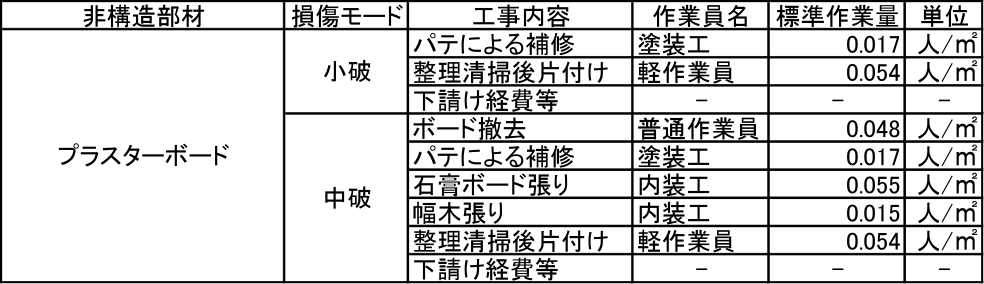 非構造部材 損傷モード 工事内容 作業員名 標準作業量 単位
プラスターボード 小破 パテによる補修 塗装工 0.017 人/㎡
整理清掃後片付け 軽作業員 0.054 人/㎡
下請け経費等 - - -
中破 ボード撤去 普通作業員 0.048 人/㎡
パテによる補修 塗装工 0.017 人/㎡
石膏ボード張り 内装工 0.055 人/㎡
幅木張り 内装工 0.015 人/㎡
整理清掃後片付け 軽作業員 0.054 人/㎡
下請け経費等 - - -